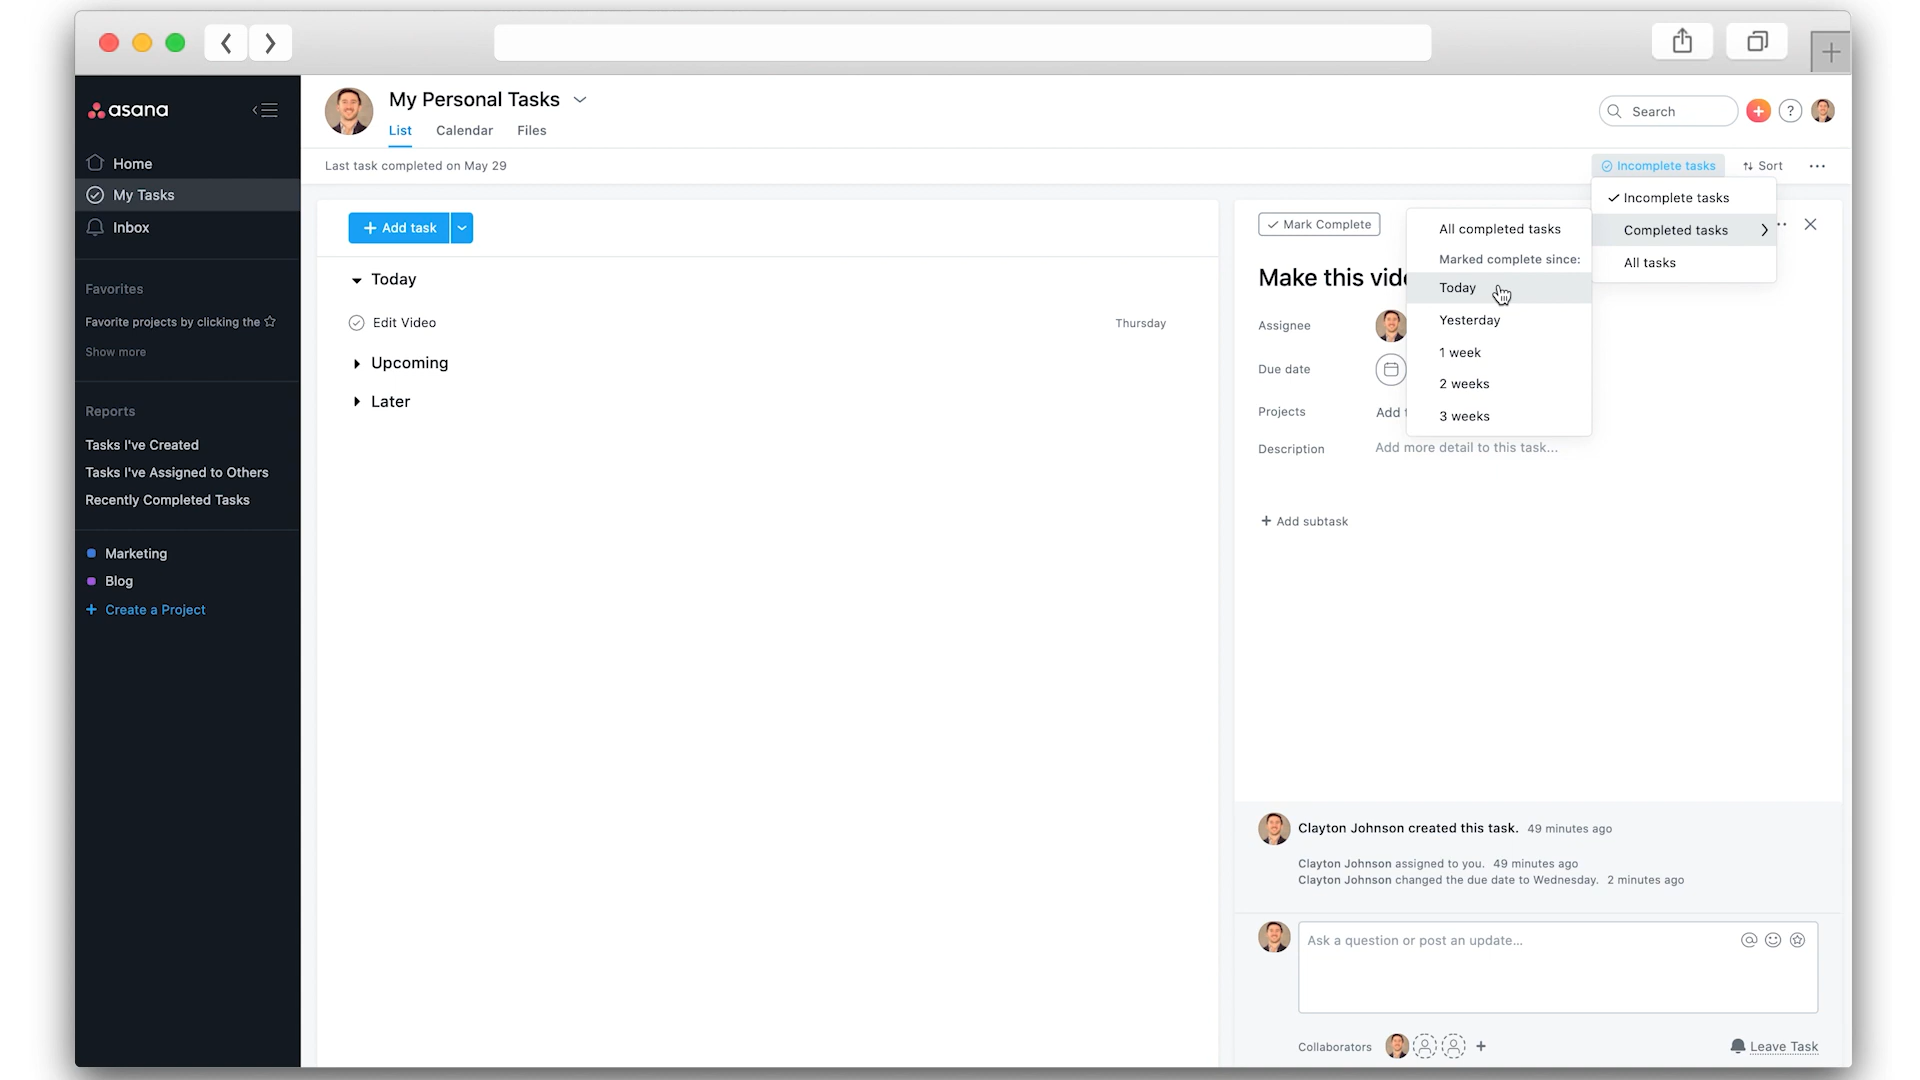 asana
Home
My Tasks
Inbox
Favorites
Favorite projects by clicking the
Show more
Reports
Tasks I've Created
Tasks I've Assigned to Others
Recently Completed Tasks
Marketing
Blog
+ Create a Project
My Personal Tasks
List Calendar Files
Search
?
Last task completed on May 29
Incomplete tasks Sort ...
Incomplete tasks
Completed tasks
All tasks
All completed tasks
Marked complete since:
Today
Yesterday
1 week
2 weeks
3 weeks
+ Add task
Today
Edit Video Thursday
Upcoming
Later
Mark Complete
Make this
Assignee
Due date
Projects Add
Description Add more detail to this task...
+ Add subtask
Clayton Johnson created this task. 49 minutes ago
Clayton Johnson assigned to you. 49 minutes ago
Clayton Johnson changed the due date to Wednesday. 2 minutes ago
Ask a question or post an update...
Collaborators + Leave Task